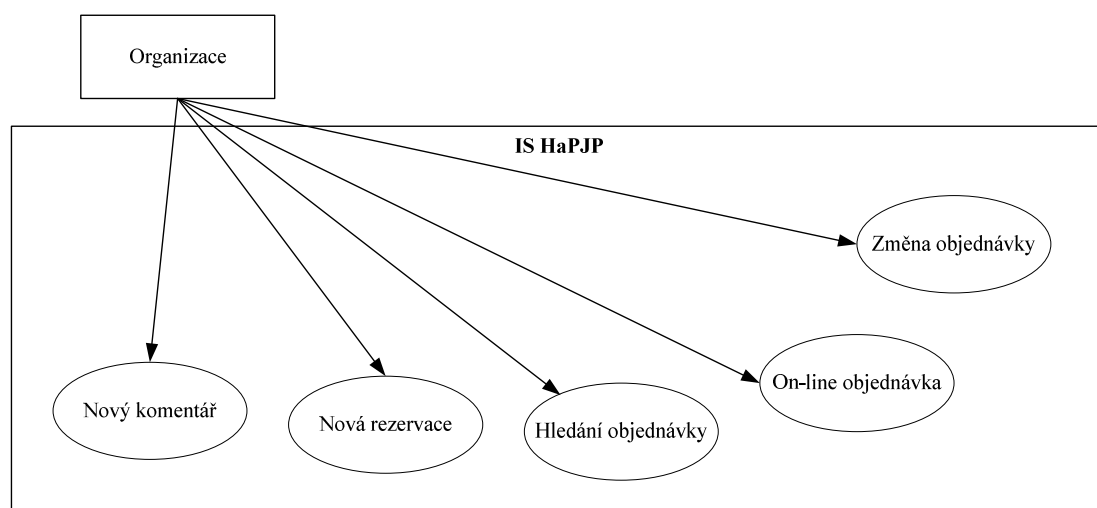 Organizace
IS HaPJP
Změna objednávky
On-line objednávka
Nový komentář
Nová rezervace
Hledání objednávky